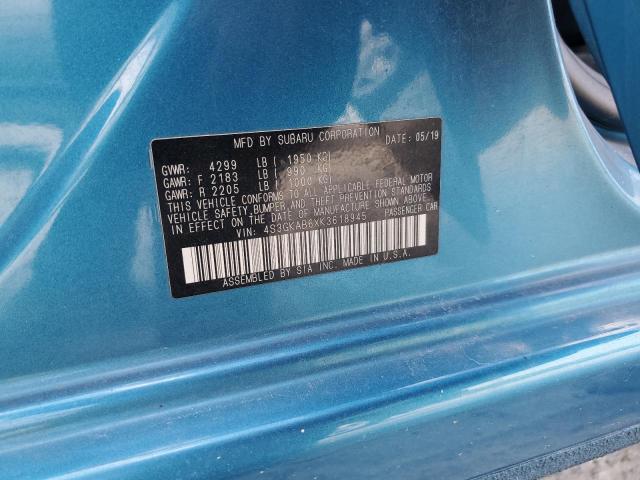 MFD BY SUBARU CORPORATION DATE: 05/19
GVWR: 4299 LB ( 1950 KG)
GAWR: F 2183 LB ( 990 KG)
GAWR: R 2205 LB ( 1000 KG)
THIS VEHICLE CONFORMS TO ALL APPLICABLE FEDERAL MOTOR
VEHICLE SAFETY, BUMPER, AND THEFT PREVENTION STANDARDS
IN EFFECT ON THE DATE OF MANUFACTURE SHOWN ABOVE.
VIN: 4S3GKAB6XK3618945 PASSENGER CAR
ASSEMBLED BY SIA INC. MADE IN U.S.A.